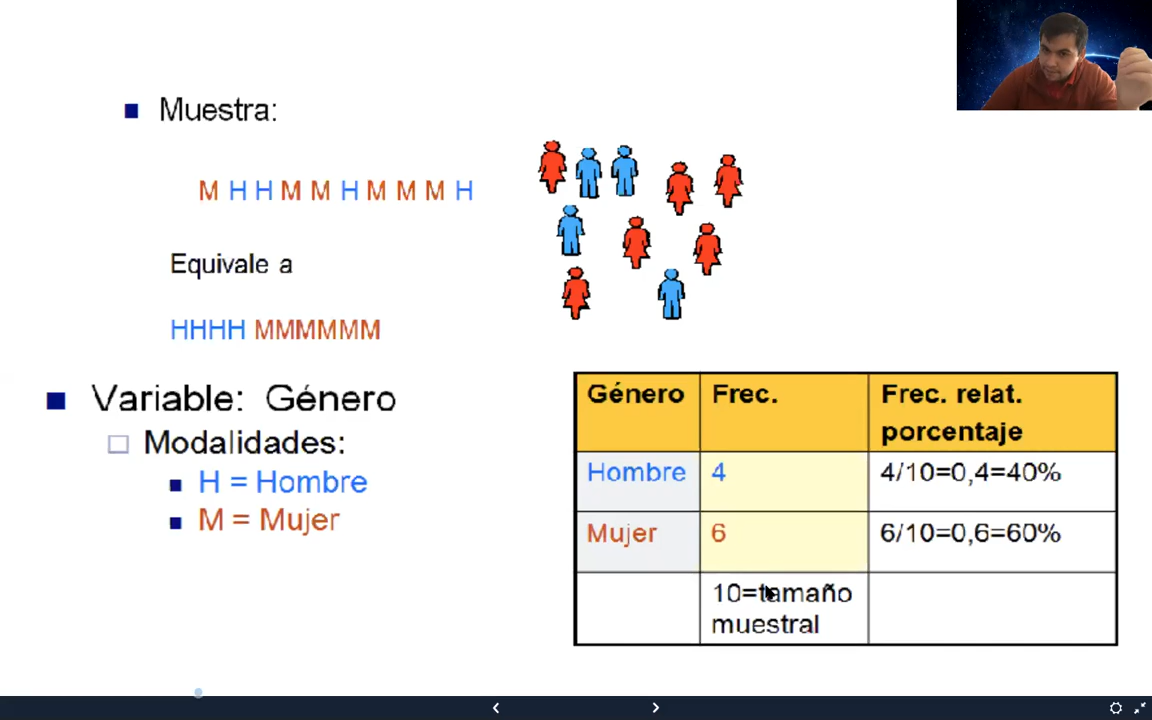 Muestra:
M H H M M H M M M H
Equivale a
HHHH MMMMMM
Variable: Género
Modalidades:
H = Hombre
M = Mujer
Género Frec. Frec. relat.
porcentaje
Hombre 4 4/10=0,4=40%
Mujer 6 6/10=0,6=60%
10=tamaño
muestral